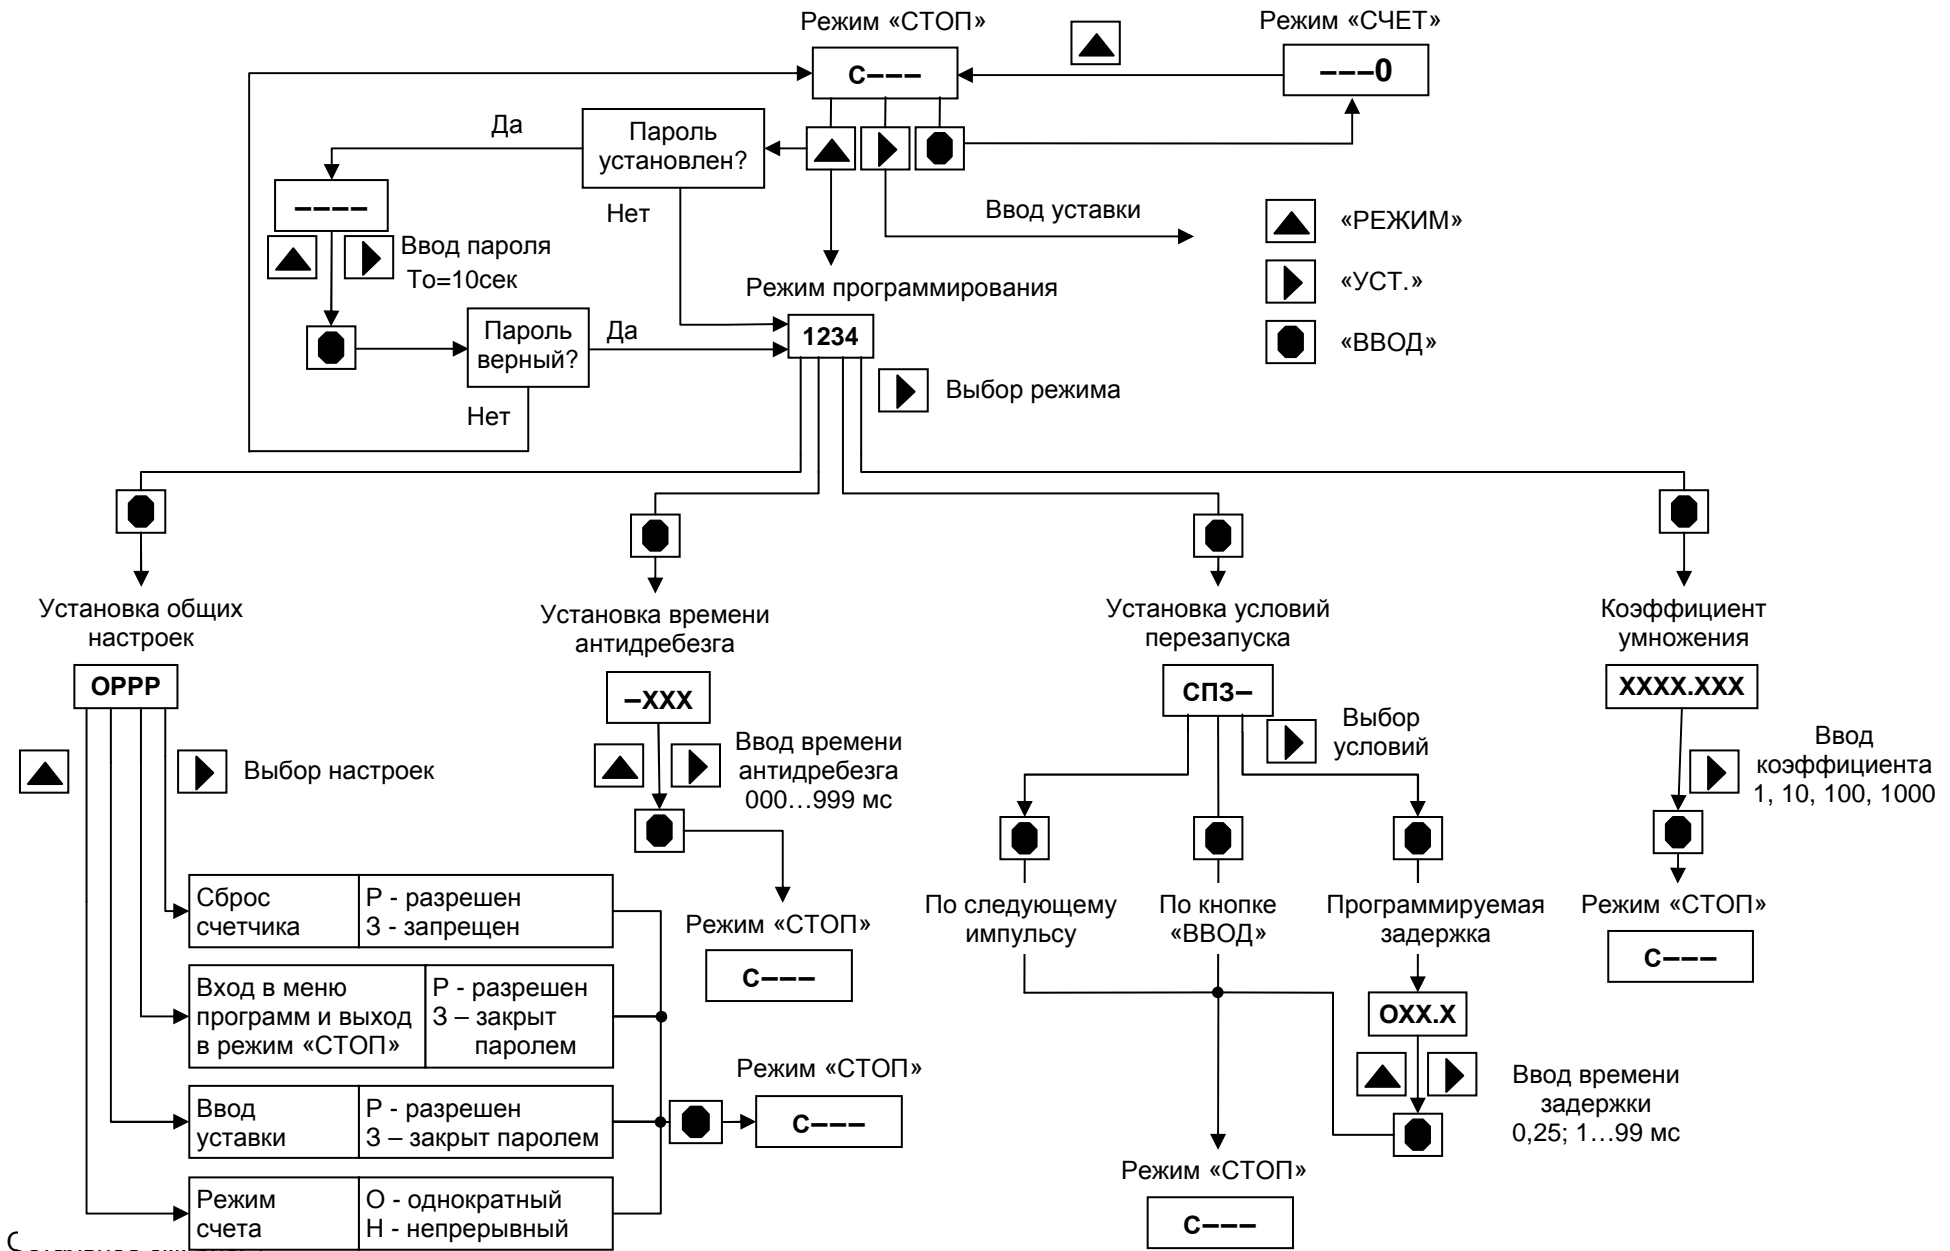 Режим «СТОП»
Режим «СЧЕТ»
С–––
–––0
Да
Пароль
установлен?
Нет
––––
Ввод пароля
То=10сек
Ввод уставки
«РЕЖИМ»
«УСТ.»
«ВВОД»
Режим программирования
1234
Пароль
верный?
Да
Нет
Выбор режима
Установка общих
настроек
ОРРР
Выбор настроек
Установка времени
антидребезга
–ХХХ
Ввод времени
антидребезга
000…999 мс
Режим «СТОП»
С–––
Установка условий
перезапуска
СПЗ–
Выбор
условий
Коэффициент
умножения
ХХХХ.ХХХ
Ввод
коэффициента
1, 10, 100, 1000
Режим «СТОП»
С–––
По следующему
импульсу
По кнопке
«ВВОД»
Программируемая
задержка
ОХХ.Х
Ввод времени
задержки
0,25; 1…99 мс
Режим «СТОП»
С–––
Сброс
счетчика
Р - разрешен
З - запрещен
Вход в меню
программ и выход
в режим «СТОП»
Р - разрешен
З – закрыт
паролем
Ввод
уставки
Р - разрешен
З – закрыт паролем
Режим
счета
О - однократный
Н - непрерывный
Режим «СТОП»
С–––